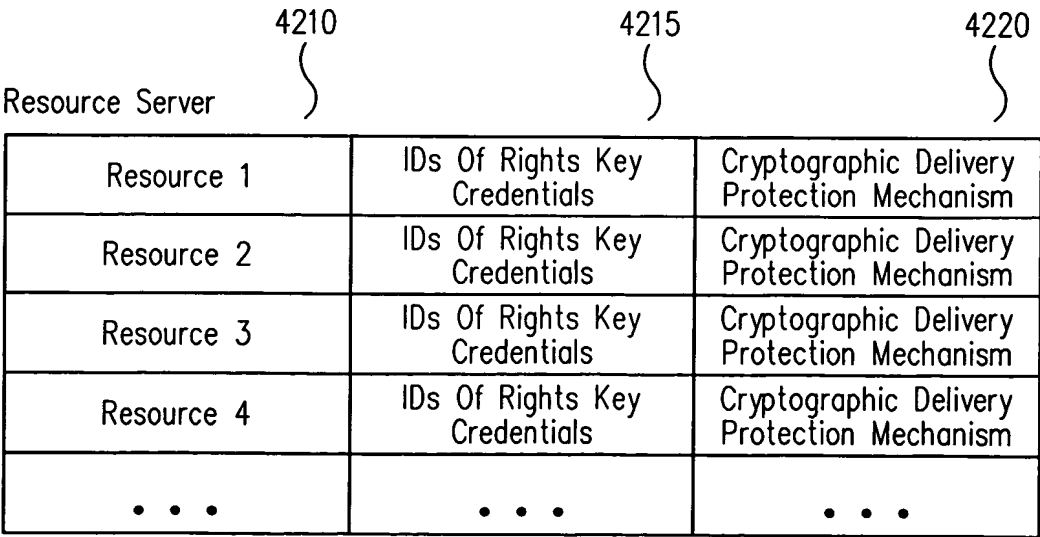 4210 4215 4220
Resource Server
Resource 1 IDs Of Rights Key Credentials Cryptographic Delivery Protection Mechanism
Resource 2 IDs Of Rights Key Credentials Cryptographic Delivery Protection Mechanism
Resource 3 IDs Of Rights Key Credentials Cryptographic Delivery Protection Mechanism
Resource 4 IDs Of Rights Key Credentials Cryptographic Delivery Protection Mechanism
• • • • • • • • •